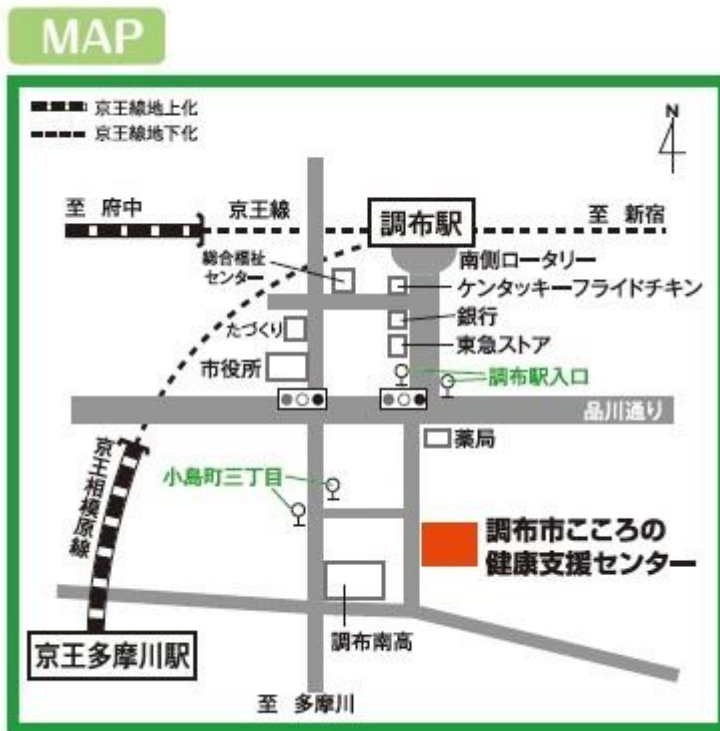 MAP
京王線地上化
京王線地下化
N
至 府中
京王線
調布駅
至 新宿
総合福祉
センター
南側ロータリー
ケンタッキーフライドチキン
たづくり
銀行
東急ストア
市役所
調布駅入口
品川通り
薬局
京王相模原線
小島町三丁目
調布市こころの
健康支援センター
調布南高
京王多摩川駅
至 多摩川